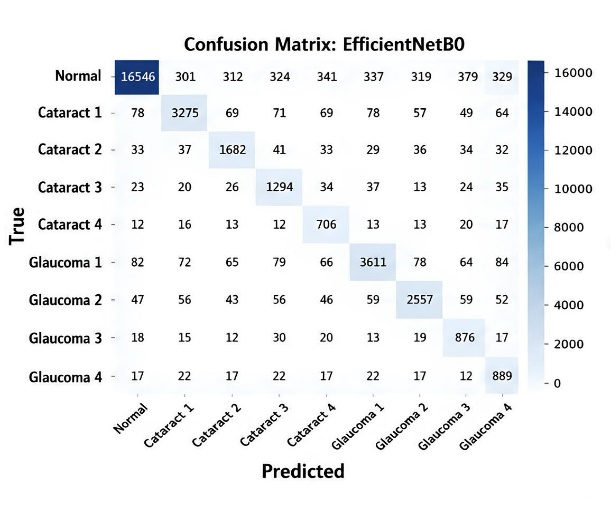 Confusion Matrix: EfficientNetB0
Normal 16546 301 312 324 341 337 319 379 329
Cataract 1 78 3275 69 71 69 78 57 49 64
Cataract 2 33 37 1682 41 33 29 36 34 32
Cataract 3 23 20 26 1294 34 37 13 24 35
Cataract 4 12 16 13 12 706 13 13 20 17
Glaucoma 1 82 72 65 79 66 3611 78 64 84
Glaucoma 2 47 56 43 56 46 59 2557 59 52
Glaucoma 3 18 15 12 30 20 13 19 876 17
Glaucoma 4 17 22 17 22 17 22 17 12 889
True
Normal Cataract 1 Cataract 2 Cataract 3 Cataract 4 Glaucoma 1 Glaucoma 2 Glaucoma 3 Glaucoma 4
Predicted
16000
14000
12000
10000
8000
6000
4000
2000
0